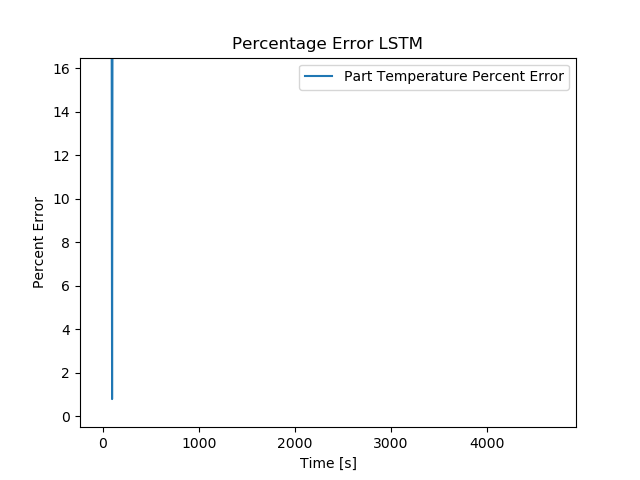 Percentage Error LSTM
Part Temperature Percent Error
16
14
12
10
8
6
4
2
0
Percent Error
0 1000 2000 3000 4000
Time [s]